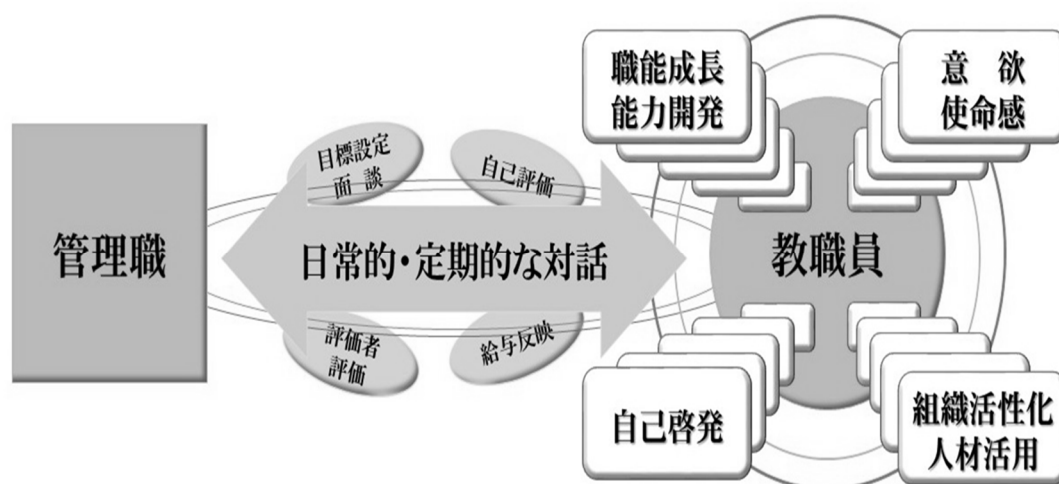 職能成長
能力開発
意　欲
使命感
目標設定
面　談
自己評価
管理職
日常的・定期的な対話
教職員
評価者
評価
給与反映
自己啓発
組織活性化
人材活用